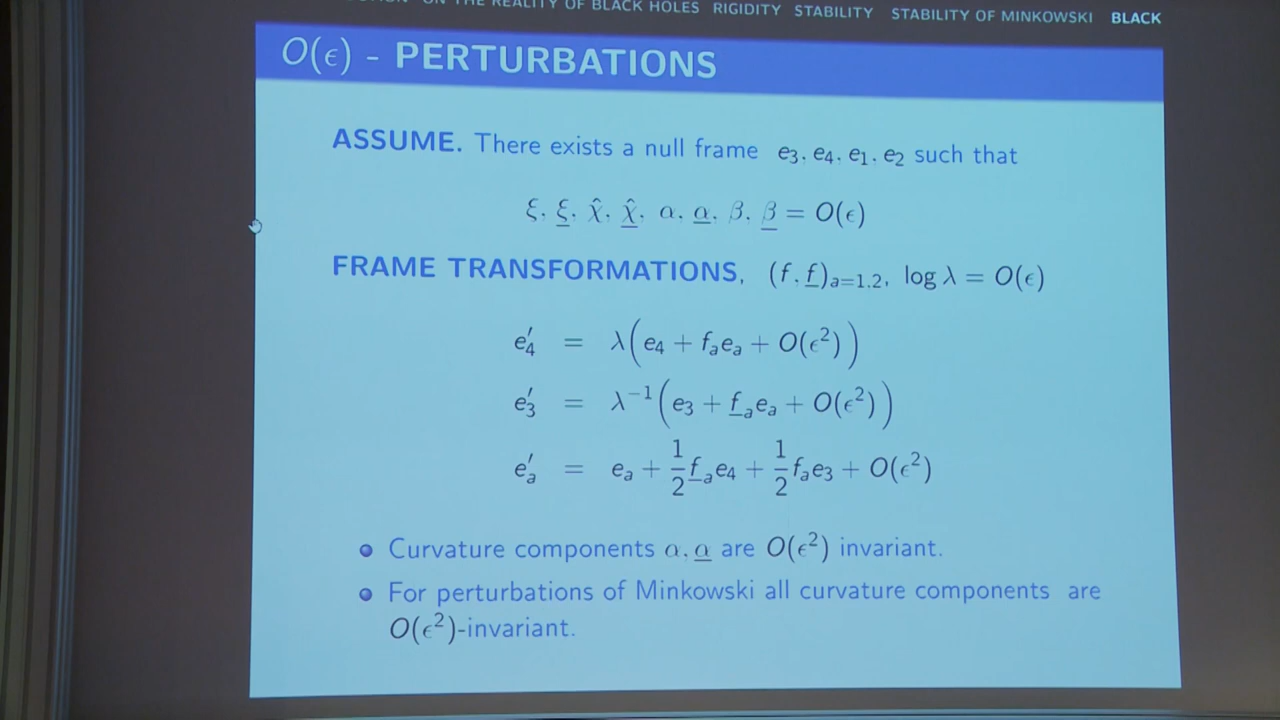 ON THE REALITY OF BLACK HOLES RIGIDITY STABILITY STABILITY OF MINKOWSKI BLACK
O(ϵ) - PERTURBATIONS
ASSUME. There exists a null frame e₃, e₄, e₁, e₂ such that
ξ, ξ̲, χ̂, χ̲̂, α, α̲, β, β̲ = O(ϵ)
FRAME TRANSFORMATIONS, (f, f̲)ₐ₌₁,₂, log λ = O(ϵ)
e′₄ = λ(e₄ + fₐeₐ + O(ϵ²))
e′₃ = λ⁻¹(e₃ + f̲ₐeₐ + O(ϵ²))
e′ₐ = eₐ + 1/2 f̲ₐe₄ + 1/2 fₐe₃ + O(ϵ²)
Curvature components α, α̲ are O(ϵ²) invariant.
For perturbations of Minkowski all curvature components are
O(ϵ²)-invariant.